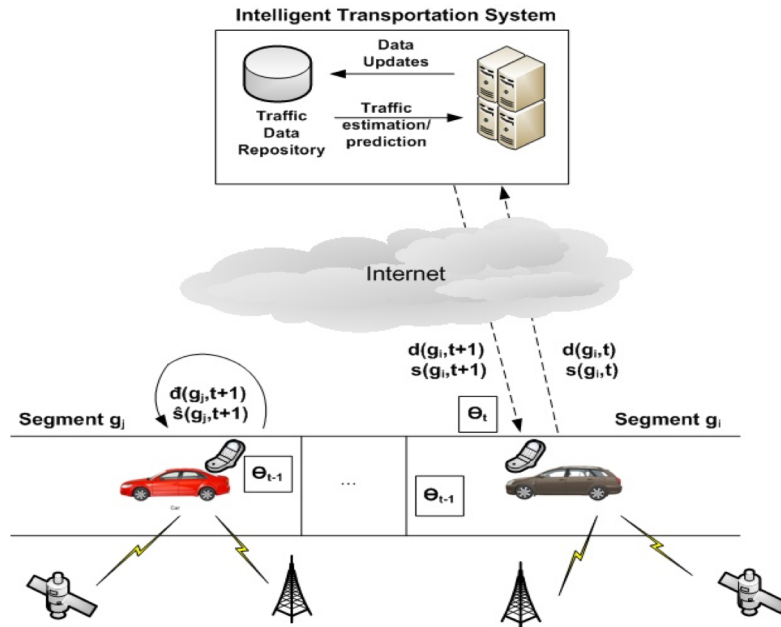 Intelligent Transportation System
Data
Updates
Traffic
Data
Repository
Traffic
estimation/
prediction
Internet
d(gᵢ,t+1)
s(gᵢ,t+1)
d(gᵢ,t)
s(gᵢ,t)
đ(gⱼ,t+1)
ŝ(gⱼ,t+1)
Segment gⱼ
Θₜ
Segment gᵢ
Θₜ₋₁
...
Θₜ₋₁
Car